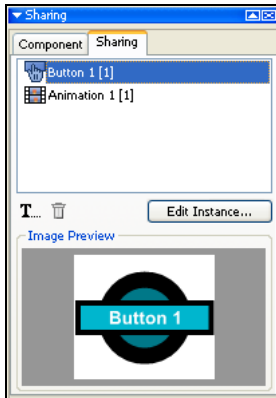 Sharing
Component Sharing
Button 1 [1]
Animation 1 [1]
T... Edit Instance...
Image Preview
Button 1